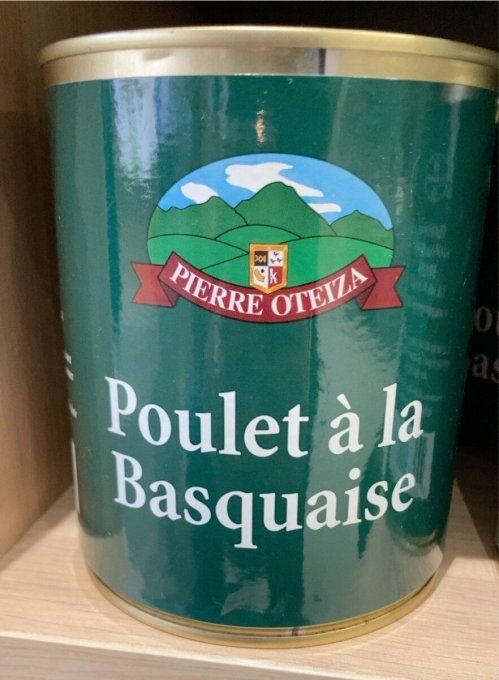 PIERRE OTEIZA
Poulet à la
Basquaise